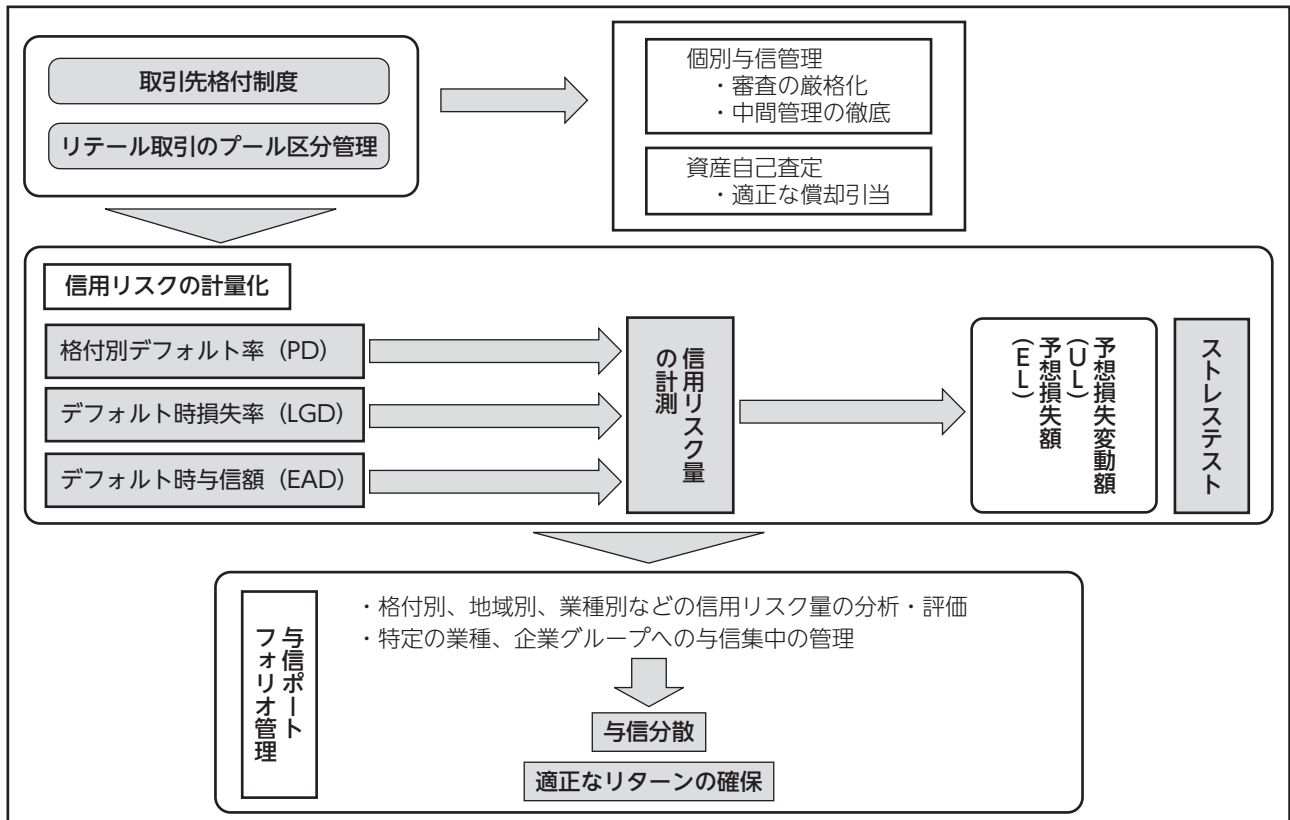 取引先格付制度
リテール取引のプール区分管理
個別与信管理
・審査の厳格化
・中間管理の徹底
資産自己査定
・適正な償却引当
信用リスクの計量化
格付別デフォルト率（PD）
デフォルト時損失率（LGD）
デフォルト時与信額（EAD）
信用リスク量
の計測
予想損失変動額
（UL）
予想損失額
（EL）
ストレステスト
与信ポート
フォリオ管理
・格付別、地域別、業種別などの信用リスク量の分析・評価
・特定の業種、企業グループへの与信集中の管理
与信分散
適正なリターンの確保